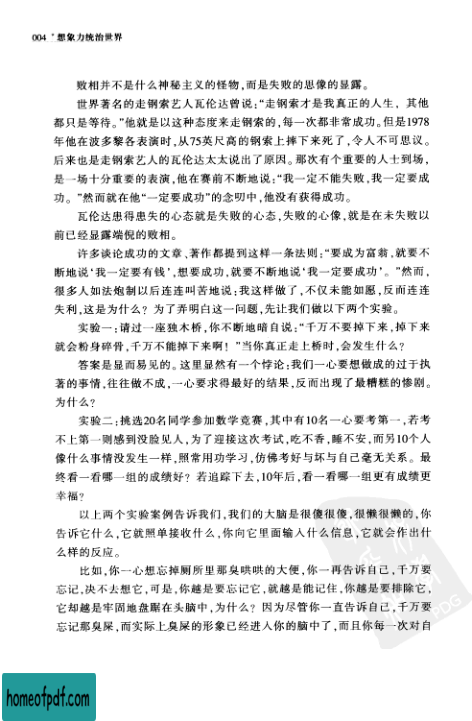 004 想象力统治世界
败相并不是什么神秘主义的怪物,而是失败的思像的显露。
世界著名的走钢索艺人瓦伦达曾说:“走钢索才是我真正的人生, 其他
都只是等待。”他就是以这种态度来走钢索的,每一次都非常成功。但是1978
年他在波多黎各表演时,从75英尺高的钢索上摔下来死了,令人不可思议。
后来也是走钢索艺人的瓦伦达太太说出了原因。那次有个重要的人士到场,
是一场十分重要的表演,他在赛前不断地说:“我一定不能失败,我一定要成
功。”然而就在他“一定要成功”的念叨中,他没有获得成功。
瓦伦达患得患失的心态就是失败的心态,失败的心像,就是在未失败以
前已经显露端倪的败相。
许多谈论成功的文章、著作都提到这样一条法则:“要成为富翁,就要不
断地说‘我一定要有钱’,想要成功,就要不断地说‘我一定要成功’。”然而,
很多人如法炮制以后连连叫苦地说:我这样做了,不仅未能如愿,反而连连
失利,这是为什么? 为了弄明白这一问题,先让我们做以下两个实验。
实验一:请过一座独木桥,你不断地暗自说:“千万不要掉下来,掉下来
就会粉身碎骨,千万不能掉下来啊! ”当你真正走上桥时,会发生什么?
答案是显而易见的。这里显然有一个悖论:我们一心要想做成的过于执
著的事情,往往做不成,一心要求得最好的结果,反而出现了最糟糕的惨剧。
为什么?
实验二:挑选20名同学参加数学竞赛,其中有10名一心要考第一,若考
不上第一则感到没脸见人,为了迎接这次考试,吃不香,睡不安,而另10个人
像什么事情没发生一样,照常用功学习,仿佛考好与坏与自己毫无关系。最
终看一看哪一组的成绩好? 若追踪下去,10年后,看一看哪一组更有成绩更
幸福?
以上两个实验案例告诉我们,我们的大脑是很傻很傻,很懒很懒的,你
告诉它什么,它就照单接收什么,你向它里面输入什么信息,它就会作出什
么样的反应。
比如,你一心想忘掉厕所里那臭哄哄的大便,你一再告诉自己,千万要
忘记,决不去想它,可是,你越是要忘记它,就越是能记住,你越是要排除它,
它却越是牢固地盘踞在头脑中,为什么? 因为尽管你一直告诉自己,千万要
忘记那臭屎,而实际上臭屎的形象已经进人你的脑中了,而且你每一次对自
PDG
homeofpdf.com